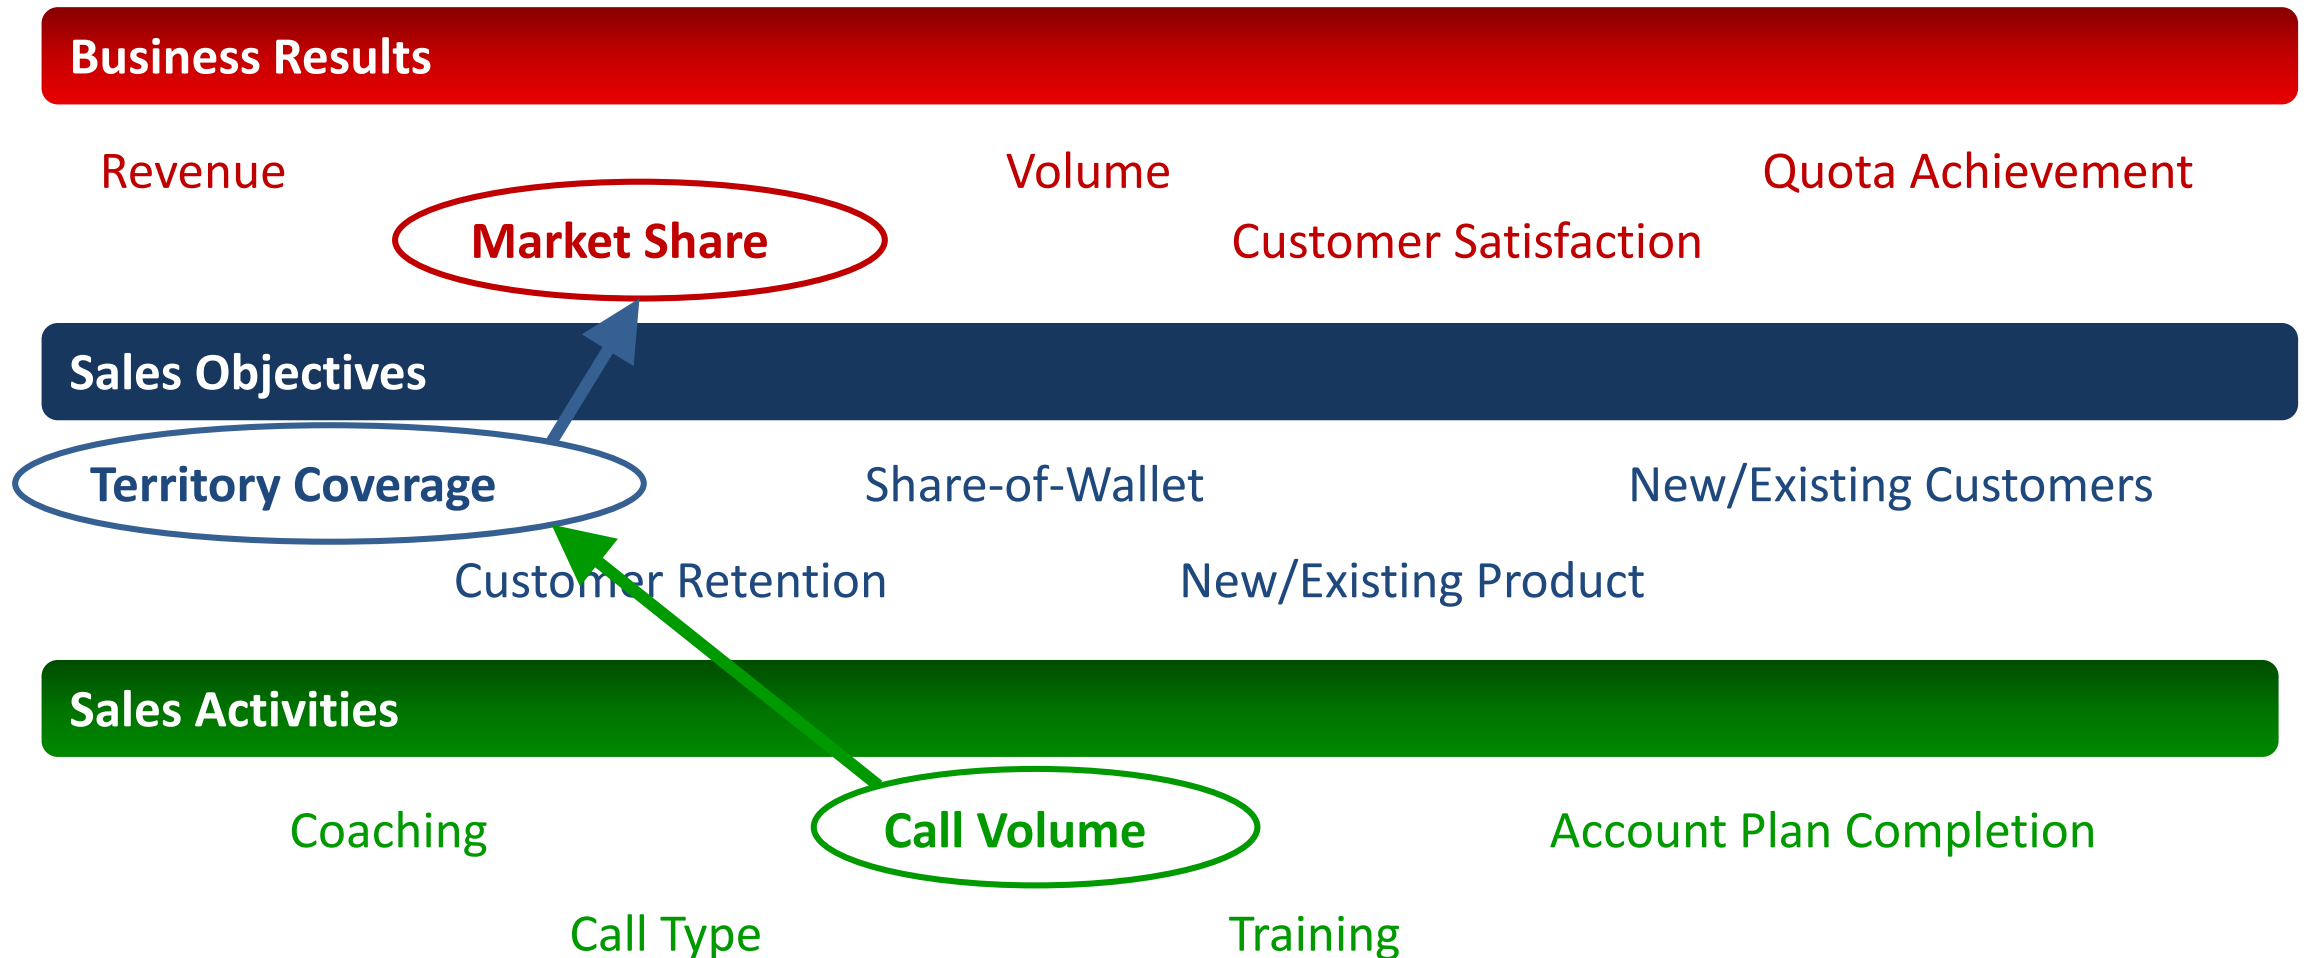 Business Results
Revenue
Volume
Quota Achievement
Market Share
Customer Satisfaction
Sales Objectives
Territory Coverage
Share-of-Wallet
New/Existing Customers
Customer Retention
New/Existing Product
Sales Activities
Coaching
Call Volume
Account Plan Completion
Call Type
Training